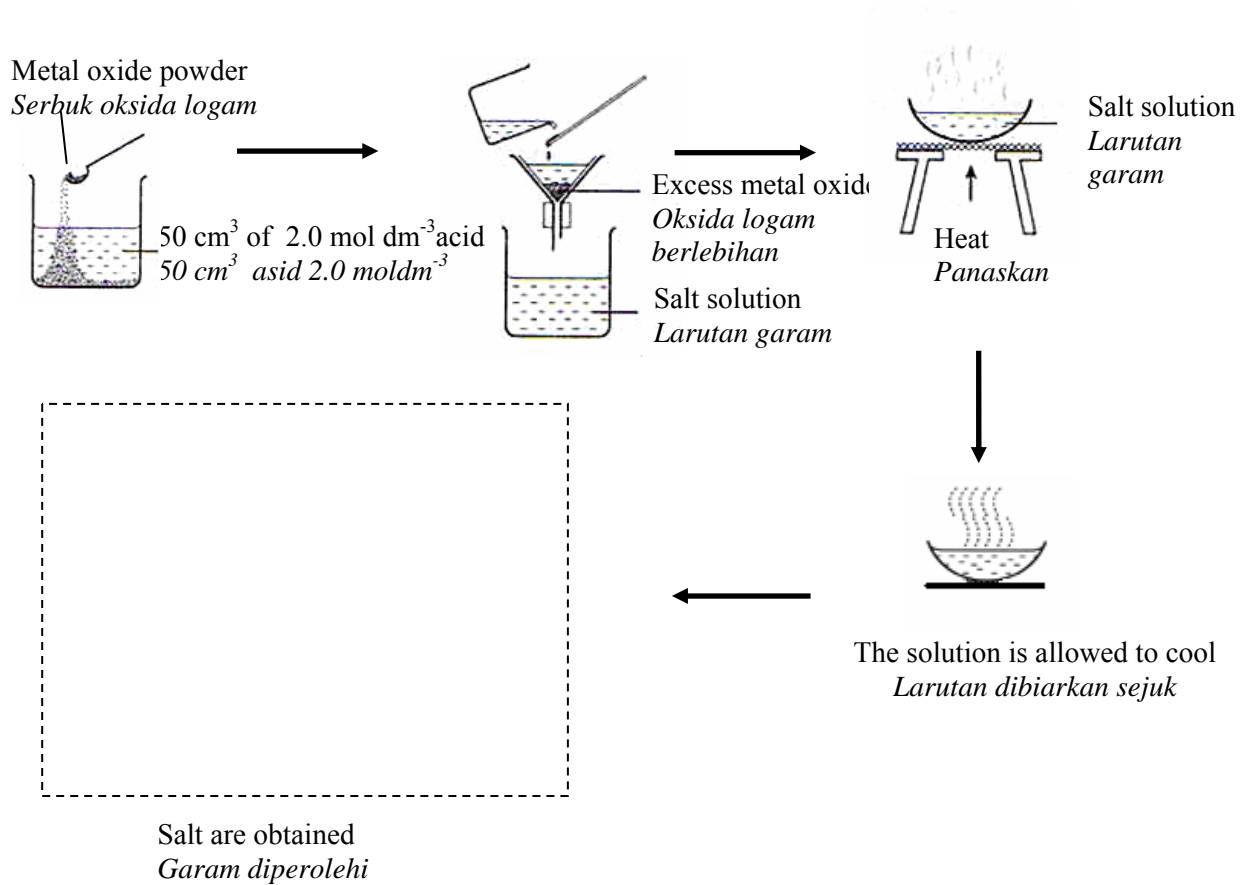 Metal oxide powder
Serbuk oksida logam
50 cm³ of 2.0 mol dm⁻³acid
50 cm³ asid 2.0 moldm⁻³
Excess metal oxide
Oksida logam
berlebihan
Salt solution
Larutan garam
Salt solution
Larutan
garam
Heat
Panaskan
The solution is allowed to cool
Larutan dibiarkan sejuk
Salt are obtained
Garam diperolehi